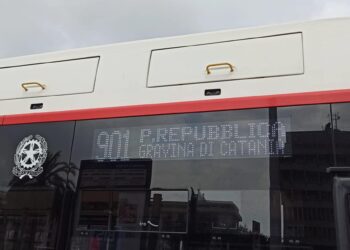 901 P.REPUBBLICA
GRAVINA DI CATANIA